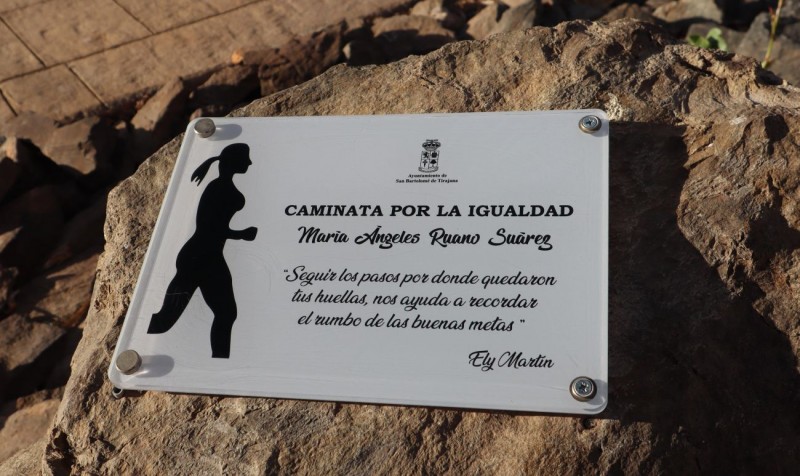 Ayuntamiento de
San Bartolomé de Tirajana
CAMINATA POR LA IGUALDAD
María Ángeles Ruano Suárez
“Seguir los pasos por donde quedaron
tus huellas, nos ayuda a recordar
el rumbo de las buenas metas ”
Ely Martín